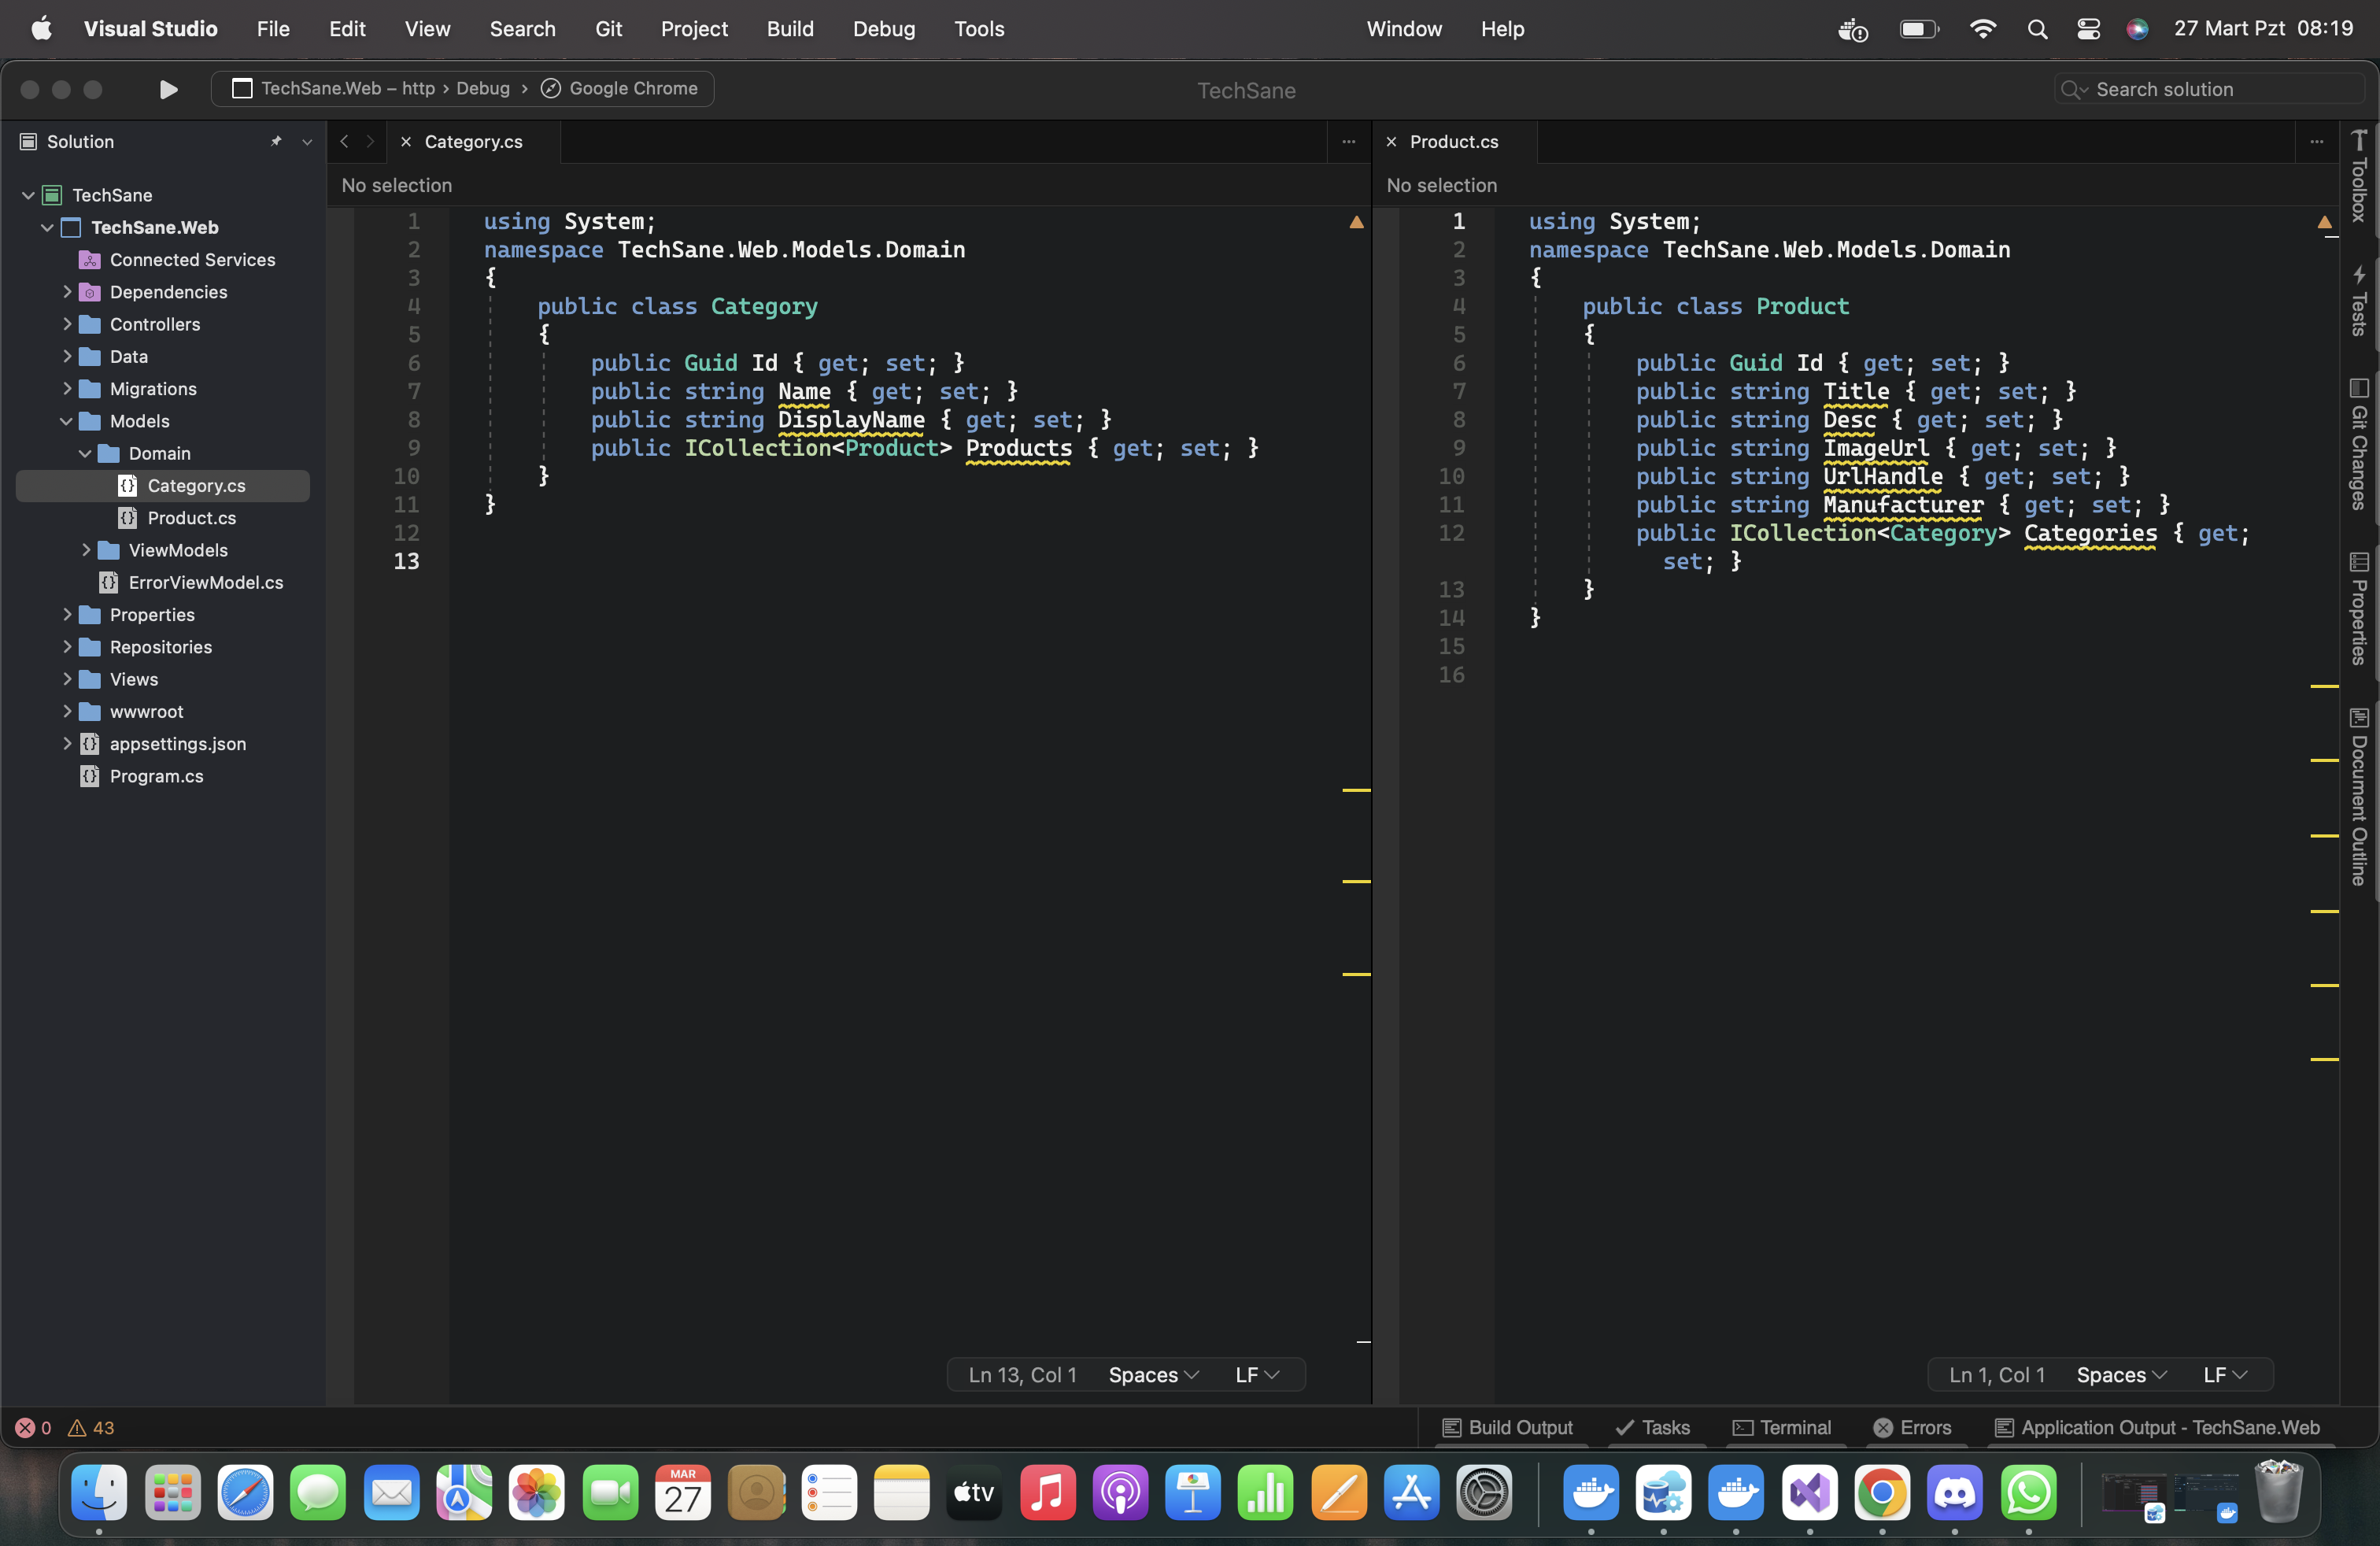 Visual Studio File Edit View Search Git Project Build Debug Tools Window Help 27 Mart Pzt 08:19
TechSane.Web – http › Debug › Google Chrome
TechSane
Search solution
Solution
TechSane
TechSane.Web
Connected Services
Dependencies
Controllers
Data
Migrations
Models
Domain
Category.cs
Product.cs
ViewModels
ErrorViewModel.cs
Properties
Repositories
Views
wwwroot
appsettings.json
Program.cs
Category.cs
No selection
1 using System;
2 namespace TechSane.Web.Models.Domain
3 {
4 public class Category
5 {
6 public Guid Id { get; set; }
7 public string Name { get; set; }
8 public string DisplayName { get; set; }
9 public ICollection<Product> Products { get; set; }
10 }
11 }
12
13
Ln 13, Col 1 Spaces LF
Product.cs
No selection
1 using System;
2 namespace TechSane.Web.Models.Domain
3 {
4 public class Product
5 {
6 public Guid Id { get; set; }
7 public string Title { get; set; }
8 public string Desc { get; set; }
9 public string ImageUrl { get; set; }
10 public string UrlHandle { get; set; }
11 public string Manufacturer { get; set; }
12 public ICollection<Category> Categories { get;
set; }
13 }
14 }
15
16
Ln 1, Col 1 Spaces LF
Toolbox
Tests
Git Changes
Properties
Document Outline
0 43
Build Output Tasks Terminal Errors Application Output - TechSane.Web
MAR
27
tv